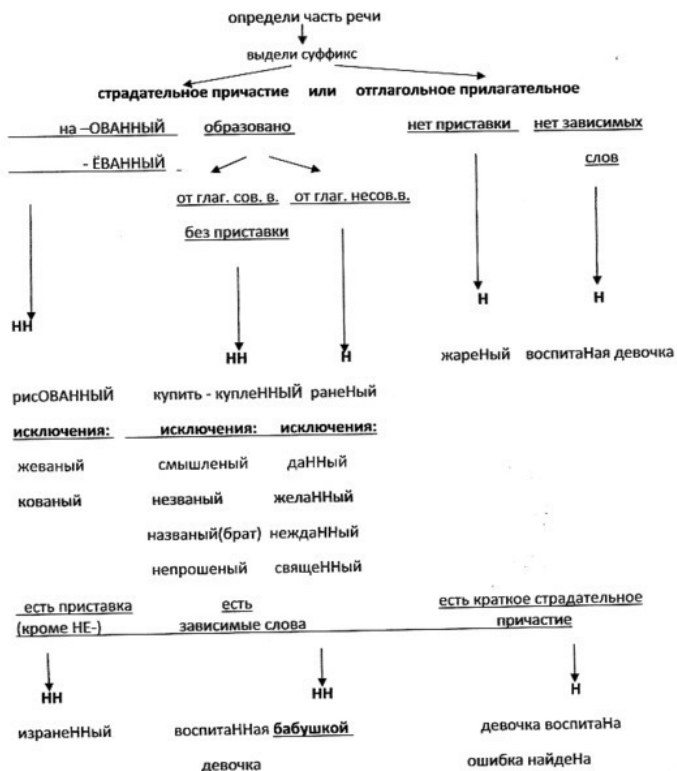 определи часть речи
выдели суффикс
страдательное причастие или отглагольное прилагательное
на –ОВАННЫЙ образовано нет приставки нет зависимых
- ЁВАННЫЙ слов
от глаг. сов. в. от глаг. несов.в.
без приставки
НН НН Н Н Н
жареНый воспитаНая девочка
рисОВАННЫЙ купить - куплеННЫЙ ранеНый
исключения: исключения: исключения:
жеваный смышленый даННый
кованый незваный желаННый
названый(брат) неждаННый
непрошеный свящеННый
есть приставка есть есть краткое страдательное
(кроме НЕ-) зависимые слова причастие
НН НН Н
изранеННый воспитаННая бабушкой девочка воспитаНа
девочка ошибка найдеНа